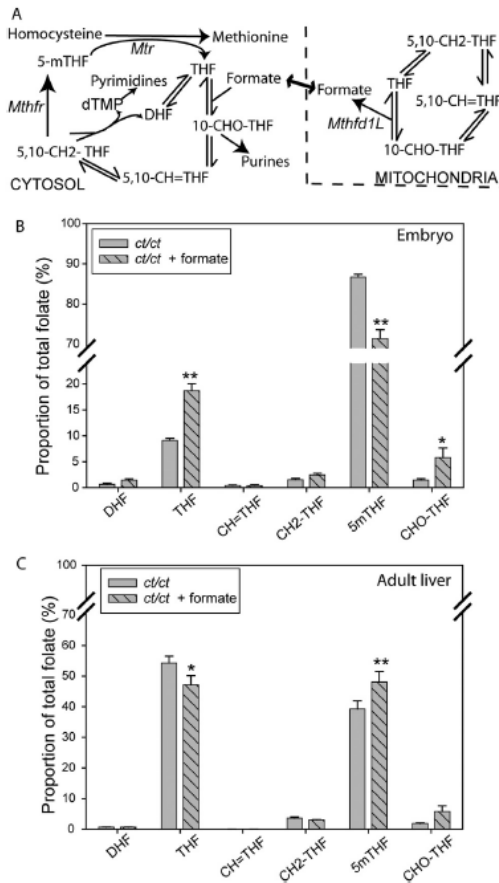 A
Homocysteine
Methionine
Mtr
5-mTHF
THF
Pyrimidines
Formate
dTMP
DHF
Mthfr
10-CHO-THF
5,10-CH2- THF
Purines
CYTOSOL
5,10-CH=THF
5,10-CH2-THF
THF
Formate
5,10-CH=THF
Mthfd1L
10-CHO-THF
MITOCHONDRIA
B
Embryo
ct/ct
ct/ct + formate
Proportion of total folate (%)
100
90
80
70
20
10
0
**
**
*
DHF
THF
CH=THF
CH2-THF
5mTHF
CHO-THF
C
Adult liver
ct/ct
ct/ct + formate
Proportion of total folate (%)
100
70
60
50
40
30
20
10
0
*
**
DHF
THF
CH=THF
CH2-THF
5mTHF
CHO-THF